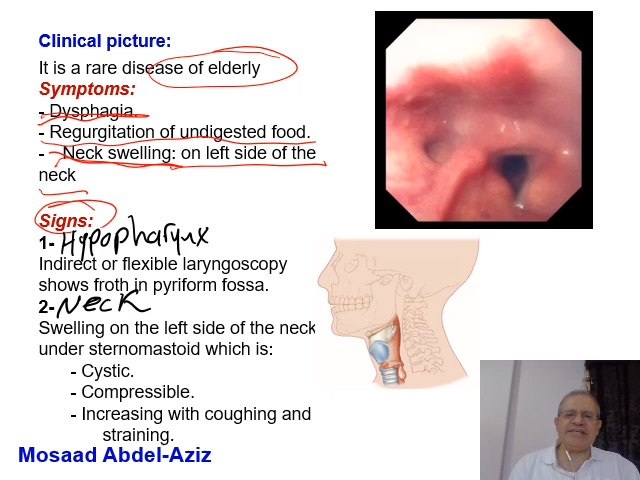 Clinical picture:
It is a rare disease of elderly
Symptoms:
- Dysphagia.
- Regurgitation of undigested food.
- Neck swelling: on left side of the
neck
Signs:
1- Hypopharynx
Indirect or flexible laryngoscopy
shows froth in pyriform fossa.
2- Neck
Swelling on the left side of the neck
under sternomastoid which is:
- Cystic.
- Compressible.
- Increasing with coughing and
straining.
Mosaad Abdel-Aziz